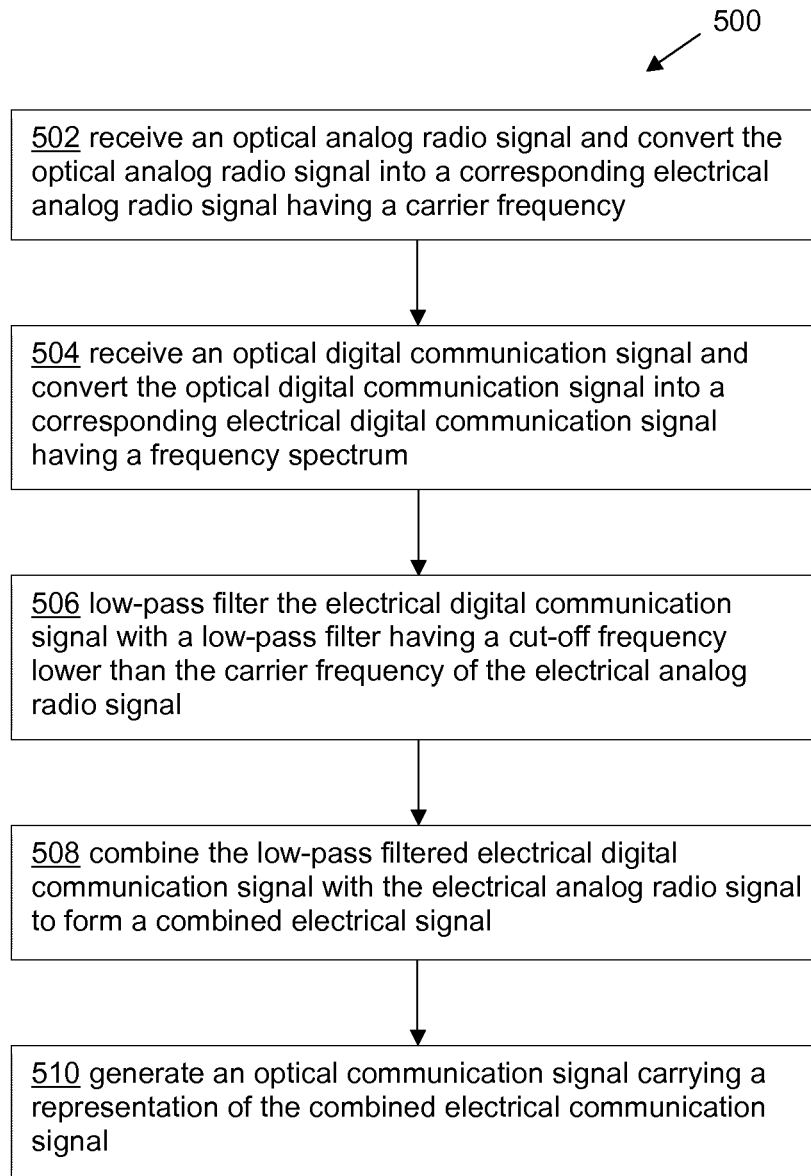 500
502 receive an optical analog radio signal and convert the
optical analog radio signal into a corresponding electrical
analog radio signal having a carrier frequency
504 receive an optical digital communication signal and
convert the optical digital communication signal into a
corresponding electrical digital communication signal
having a frequency spectrum
506 low-pass filter the electrical digital communication
signal with a low-pass filter having a cut-off frequency
lower than the carrier frequency of the electrical analog
radio signal
508 combine the low-pass filtered electrical digital
communication signal with the electrical analog radio signal
to form a combined electrical signal
510 generate an optical communication signal carrying a
representation of the combined electrical communication
signal